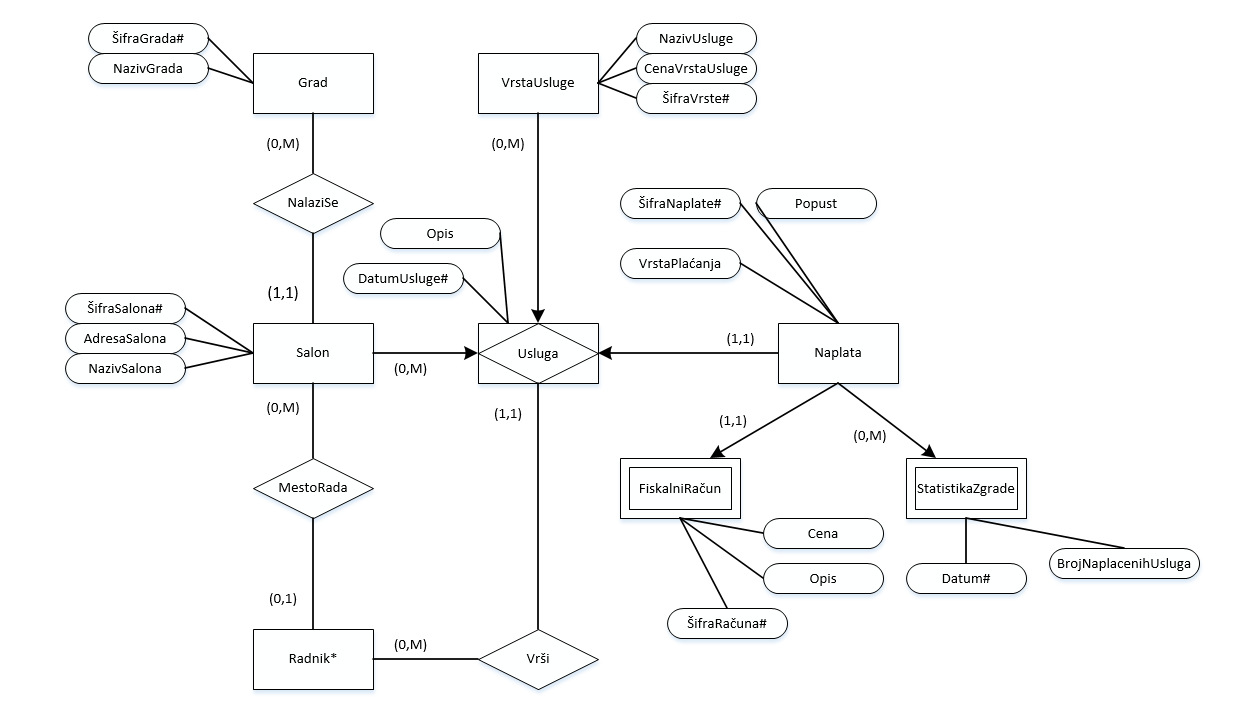 ŠifraGrada#
NazivGrada
Grad
VrstaUsluge
NazivUsluge
CenaVrstaUsluge
ŠifraVrste#
(0,M)
(0,M)
NalaziSe
ŠifraNaplate#
Popust
Opis
VrstaPlaćanja
DatumUsluge#
(1,1)
ŠifraSalona#
AdresaSalona
NazivSalona
Salon
(0,M)
Usluga
(1,1)
Naplata
(0,M)
(1,1)
(1,1)
(0,M)
MestoRada
FiskalniRačun
StatistikaZgrade
Cena
Opis
Datum#
BrojNaplacenihUsluga
(0,1)
ŠifraRačuna#
Radnik*
(0,M)
Vrši